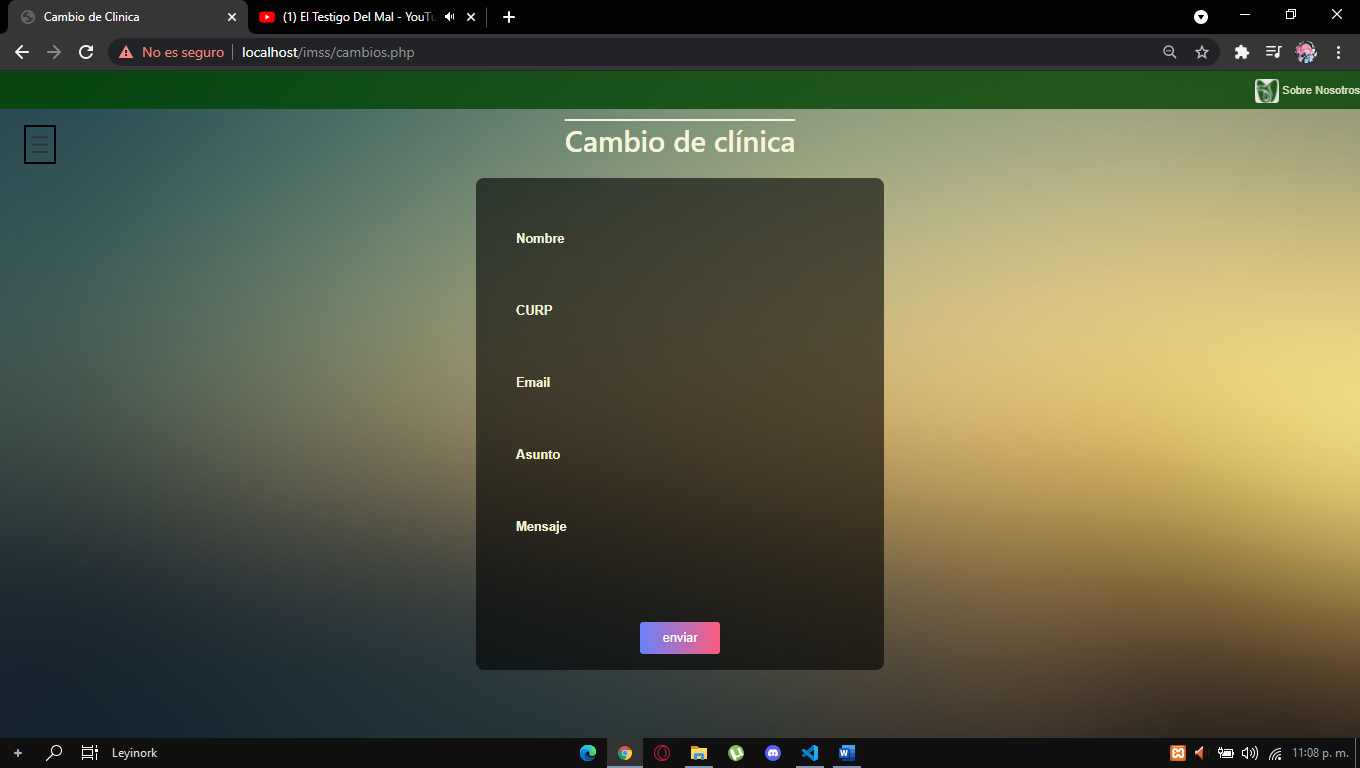 Cambio de Clinica
(1) El Testigo Del Mal - YouTu
No es seguro
localhost/imss/cambios.php
Sobre Nosotros
Cambio de clínica
Nombre
CURP
Email
Asunto
Mensaje
enviar
Leyinork
11:08 p. m.